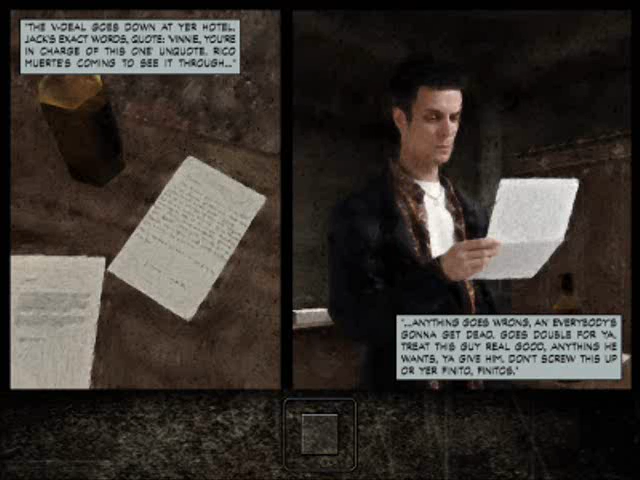 "THE V-DEAL GOES DOWN AT YER HOTEL.
JACK'S EXACT WORDS, QUOTE: 'VINNIE, YOU'RE
IN CHARGE OF THIS ONE' UNQUOTE. RICO
MUERTE'S COMING TO SEE IT THROUGH..."
"...ANYTHING GOES WRONG, AN EVERYBODY'S
GONNA GET DEAD. GOES DOUBLE FOR YA.
TREAT THIS GUY REAL GOOD, ANYTHING HE
WANTS, YA GIVE HIM. DON'T SCREW THIS UP
OR YER FINITO, FINITOS."